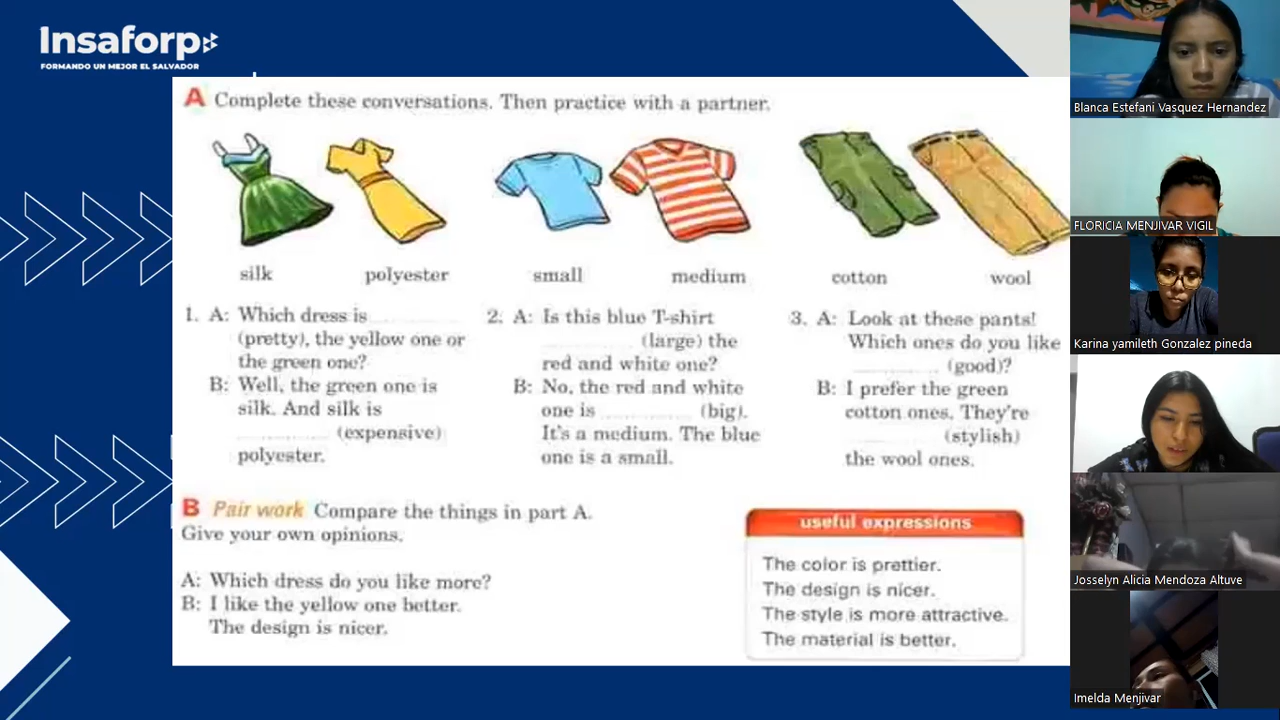 Insaforp
FORMANDO UN MEJOR EL SALVADOR
A Complete these conversations. Then practice with a partner.
silk polyester small medium cotton wool
1. A: Which dress is ............
(pretty), the yellow one or
the green one?
B: Well, the green one is
silk. And silk is
............ (expensive)
polyester.
2. A: Is this blue T-shirt
............ (large) the
red and white one?
B: No, the red and white
one is ............ (big).
It's a medium. The blue
one is a small.
3. A: Look at these pants!
Which ones do you like
............ (good)?
B: I prefer the green
cotton ones. They're
............ (stylish)
the wool ones.
B Pair work Compare the things in part A.
Give your own opinions.
A: Which dress do you like more?
B: I like the yellow one better.
The design is nicer.
useful expressions
The color is prettier.
The design is nicer.
The style is more attractive.
The material is better.
Blanca Estefani Vasquez Hernandez
FLORICIA MENJIVAR VIGIL
Karina yamileth Gonzalez pineda
Josselyn Alicia Mendoza Altuve
Imelda Menjivar